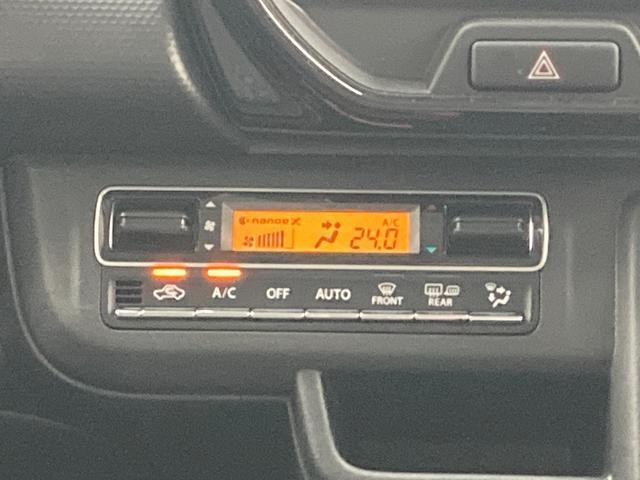 nanoe X
A/C
24.0
A/C
OFF
AUTO
FRONT
REAR